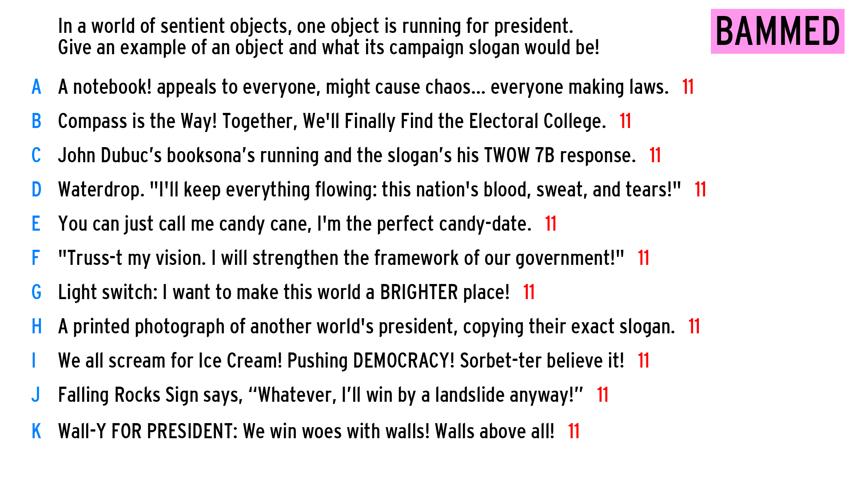 In a world of sentient objects, one object is running for president.
Give an example of an object and what its campaign slogan would be!
BAMMED
A A notebook! appeals to everyone, might cause chaos... everyone making laws. 11
B Compass is the Way! Together, We'll Finally Find the Electoral College. 11
C John Dubuc’s booksona’s running and the slogan’s his TWOW 7B response. 11
D Waterdrop. "I'll keep everything flowing: this nation's blood, sweat, and tears!" 11
E You can just call me candy cane, I'm the perfect candy-date. 11
F "Truss-t my vision. I will strengthen the framework of our government!" 11
G Light switch: I want to make this world a BRIGHTER place! 11
H A printed photograph of another world's president, copying their exact slogan. 11
I We all scream for Ice Cream! Pushing DEMOCRACY! Sorbet-ter believe it! 11
J Falling Rocks Sign says, “Whatever, I’ll win by a landslide anyway!” 11
K Wall-Y FOR PRESIDENT: We win woes with walls! Walls above all! 11